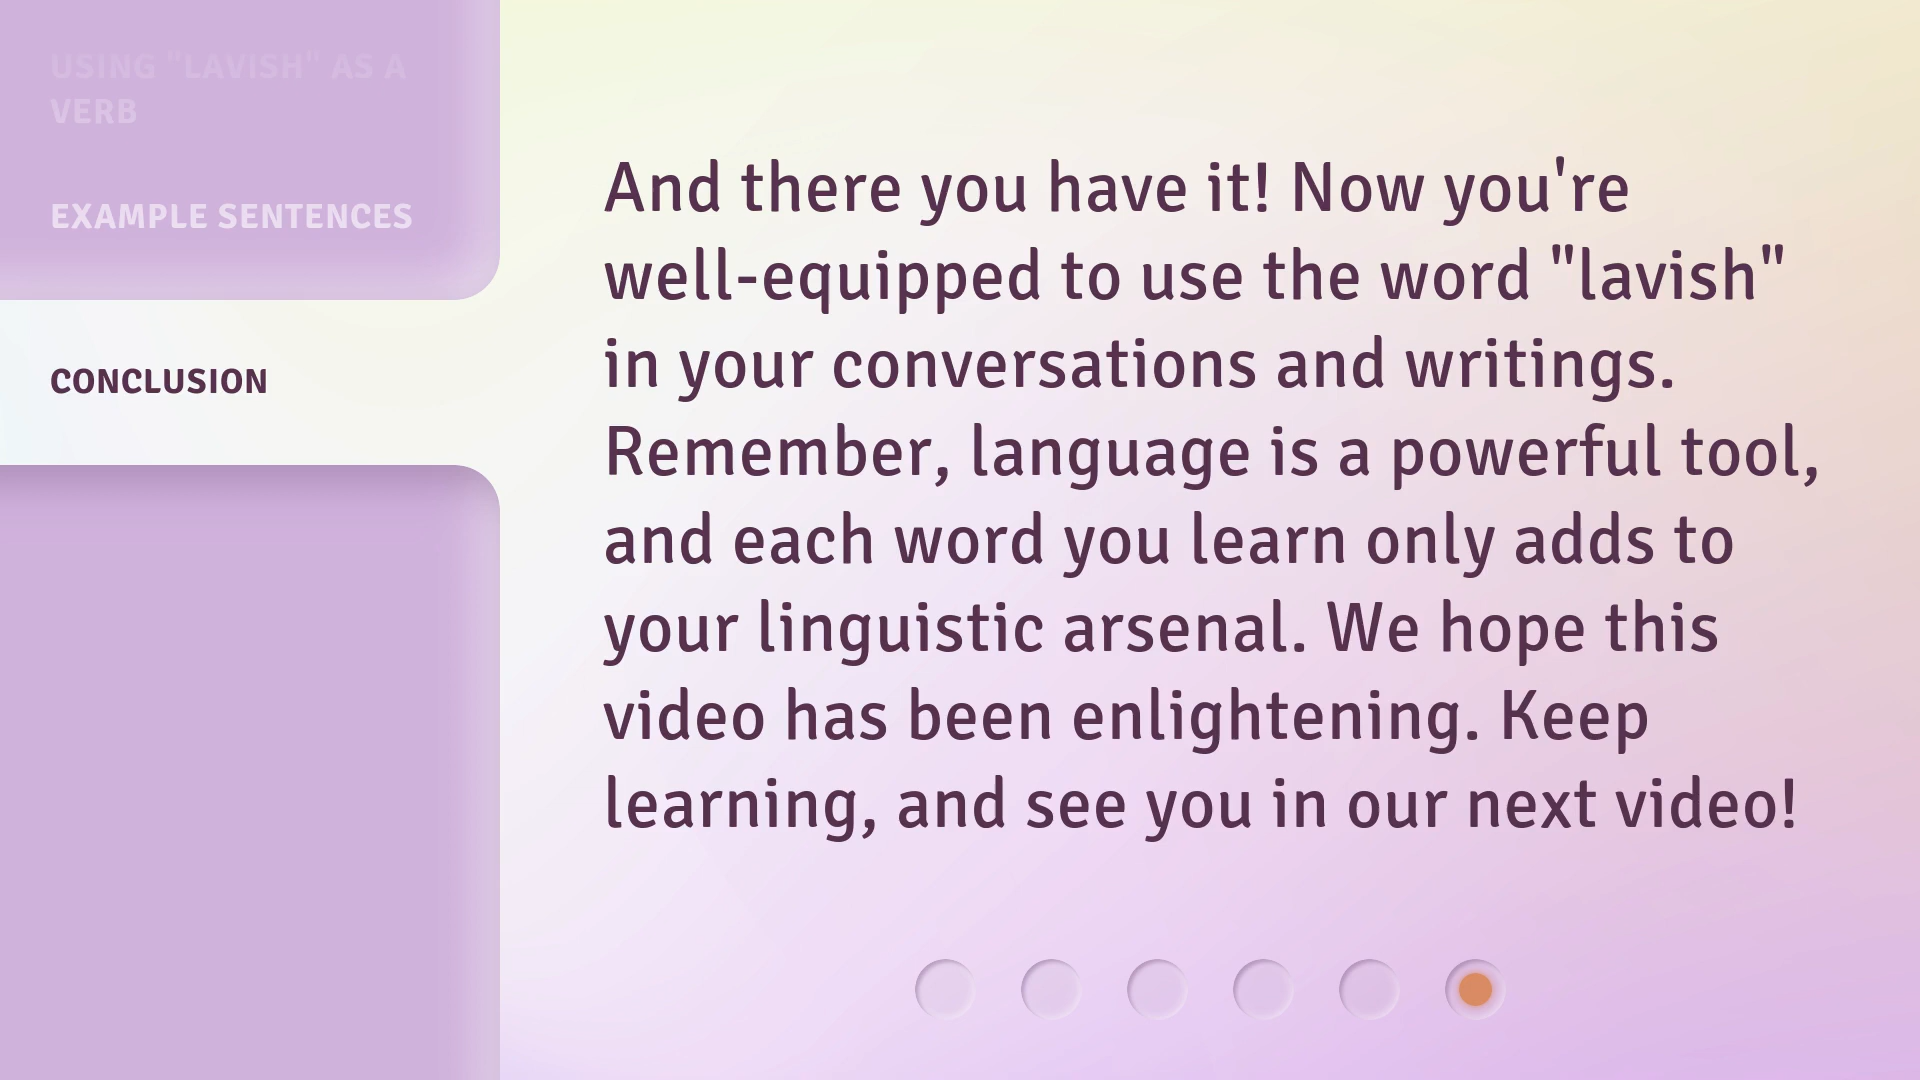 USING "LAVISH" AS A
VERB
EXAMPLE SENTENCES
CONCLUSION
And there you have it! Now you're
well-equipped to use the word "lavish"
in your conversations and writings.
Remember, language is a powerful tool,
and each word you learn only adds to
your linguistic arsenal. We hope this
video has been enlightening. Keep
learning, and see you in our next video!